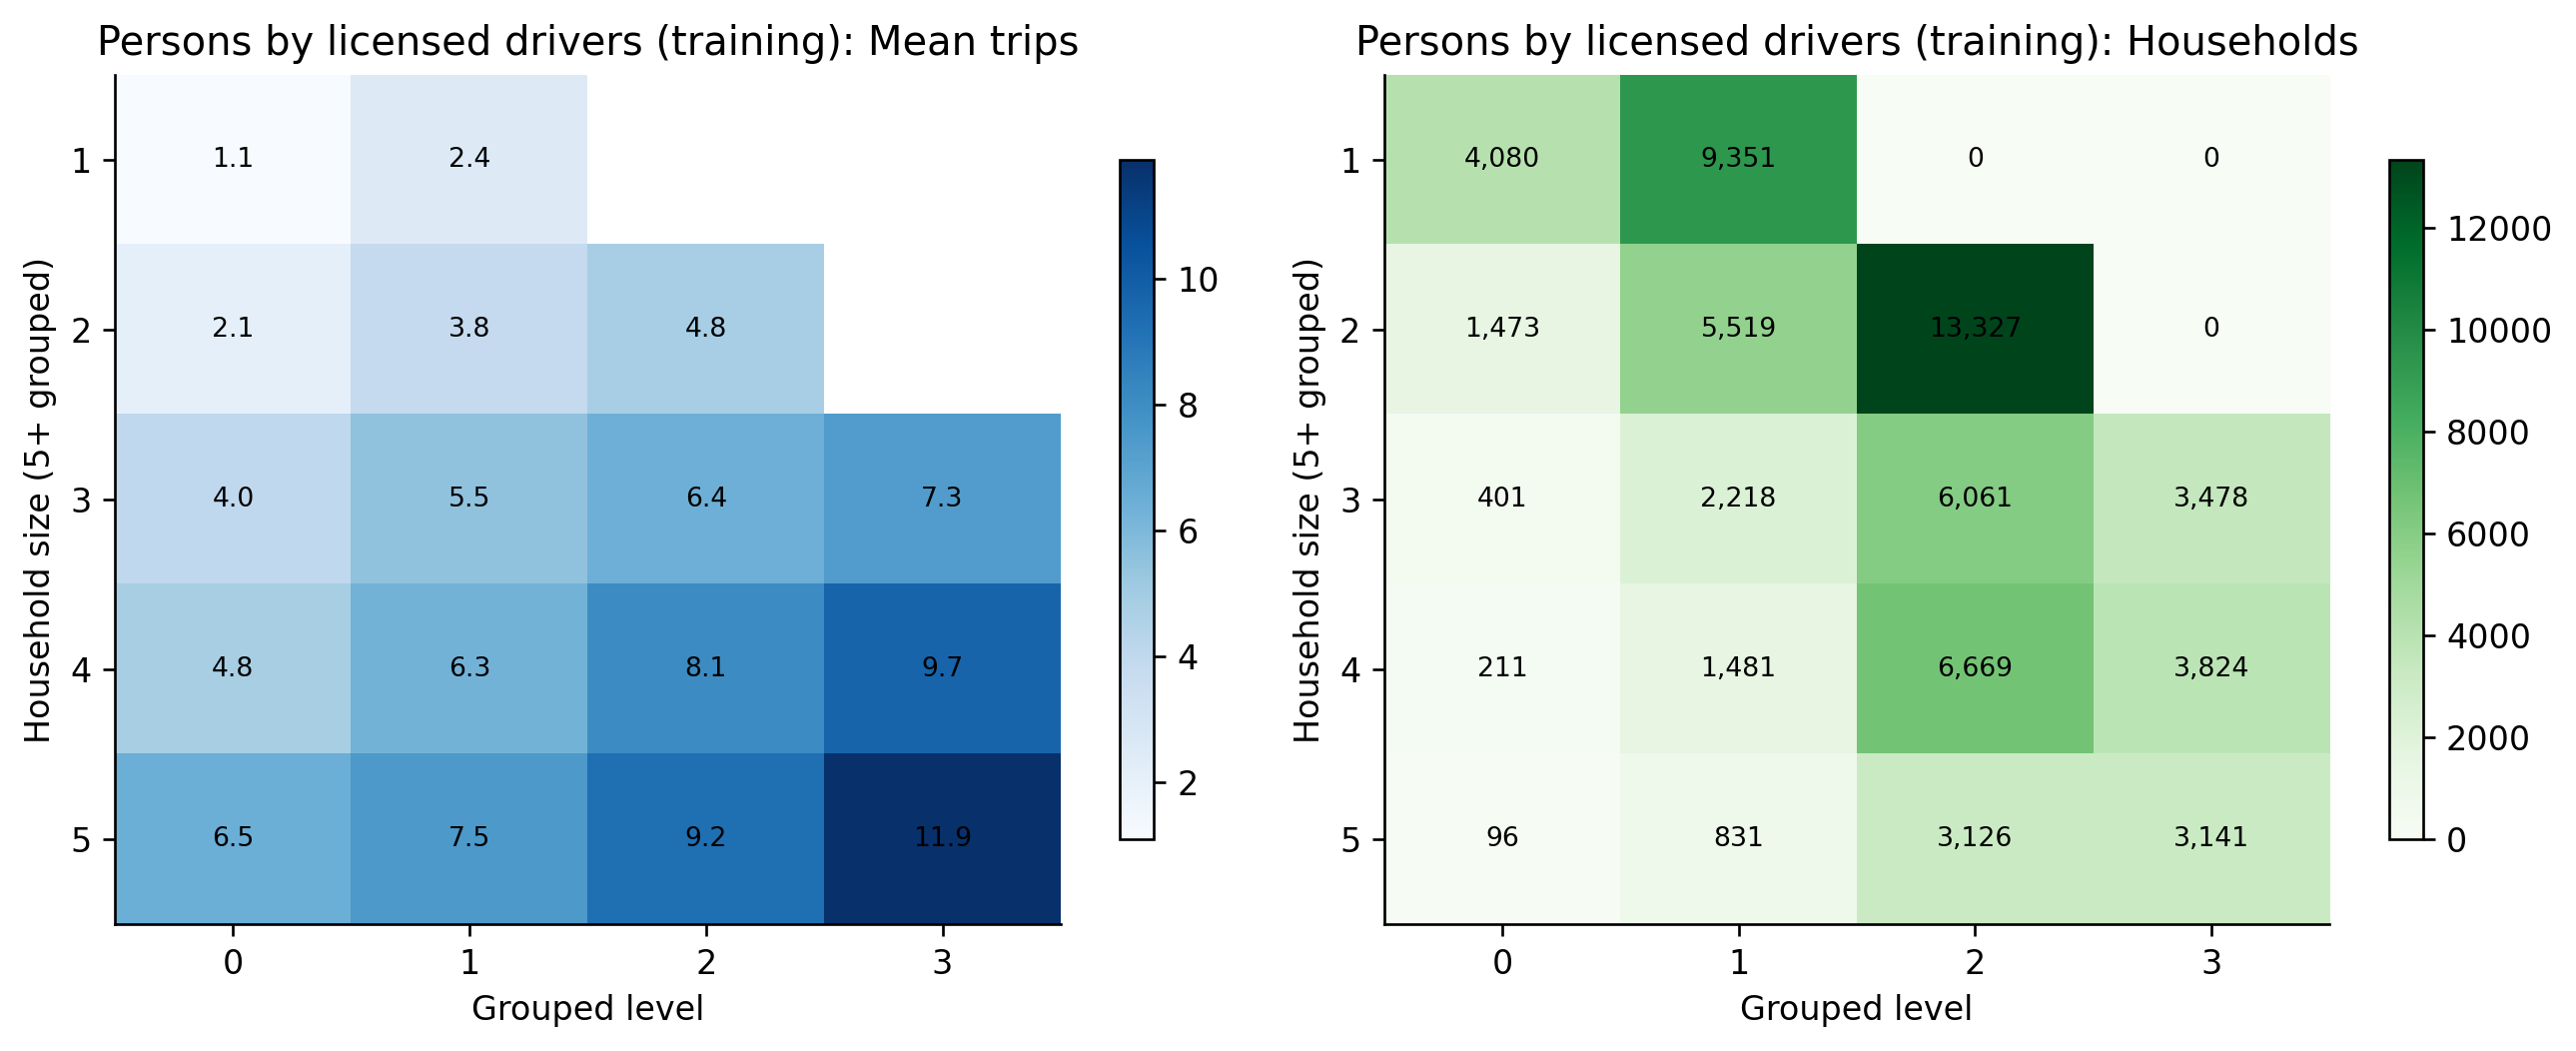 Persons by licensed drivers (training): Mean trips
Household size (5+ grouped)
1
2
3
4
5
1.1 2.4
2.1 3.8 4.8
4.0 5.5 6.4 7.3
4.8 6.3 8.1 9.7
6.5 7.5 9.2 11.9
0 1 2 3
Grouped level
10
8
6
4
2
Persons by licensed drivers (training): Households
Household size (5+ grouped)
1
2
3
4
5
4,080 9,351 0 0
1,473 5,519 13,327 0
401 2,218 6,061 3,478
211 1,481 6,669 3,824
96 831 3,126 3,141
0 1 2 3
Grouped level
12000
10000
8000
6000
4000
2000
0